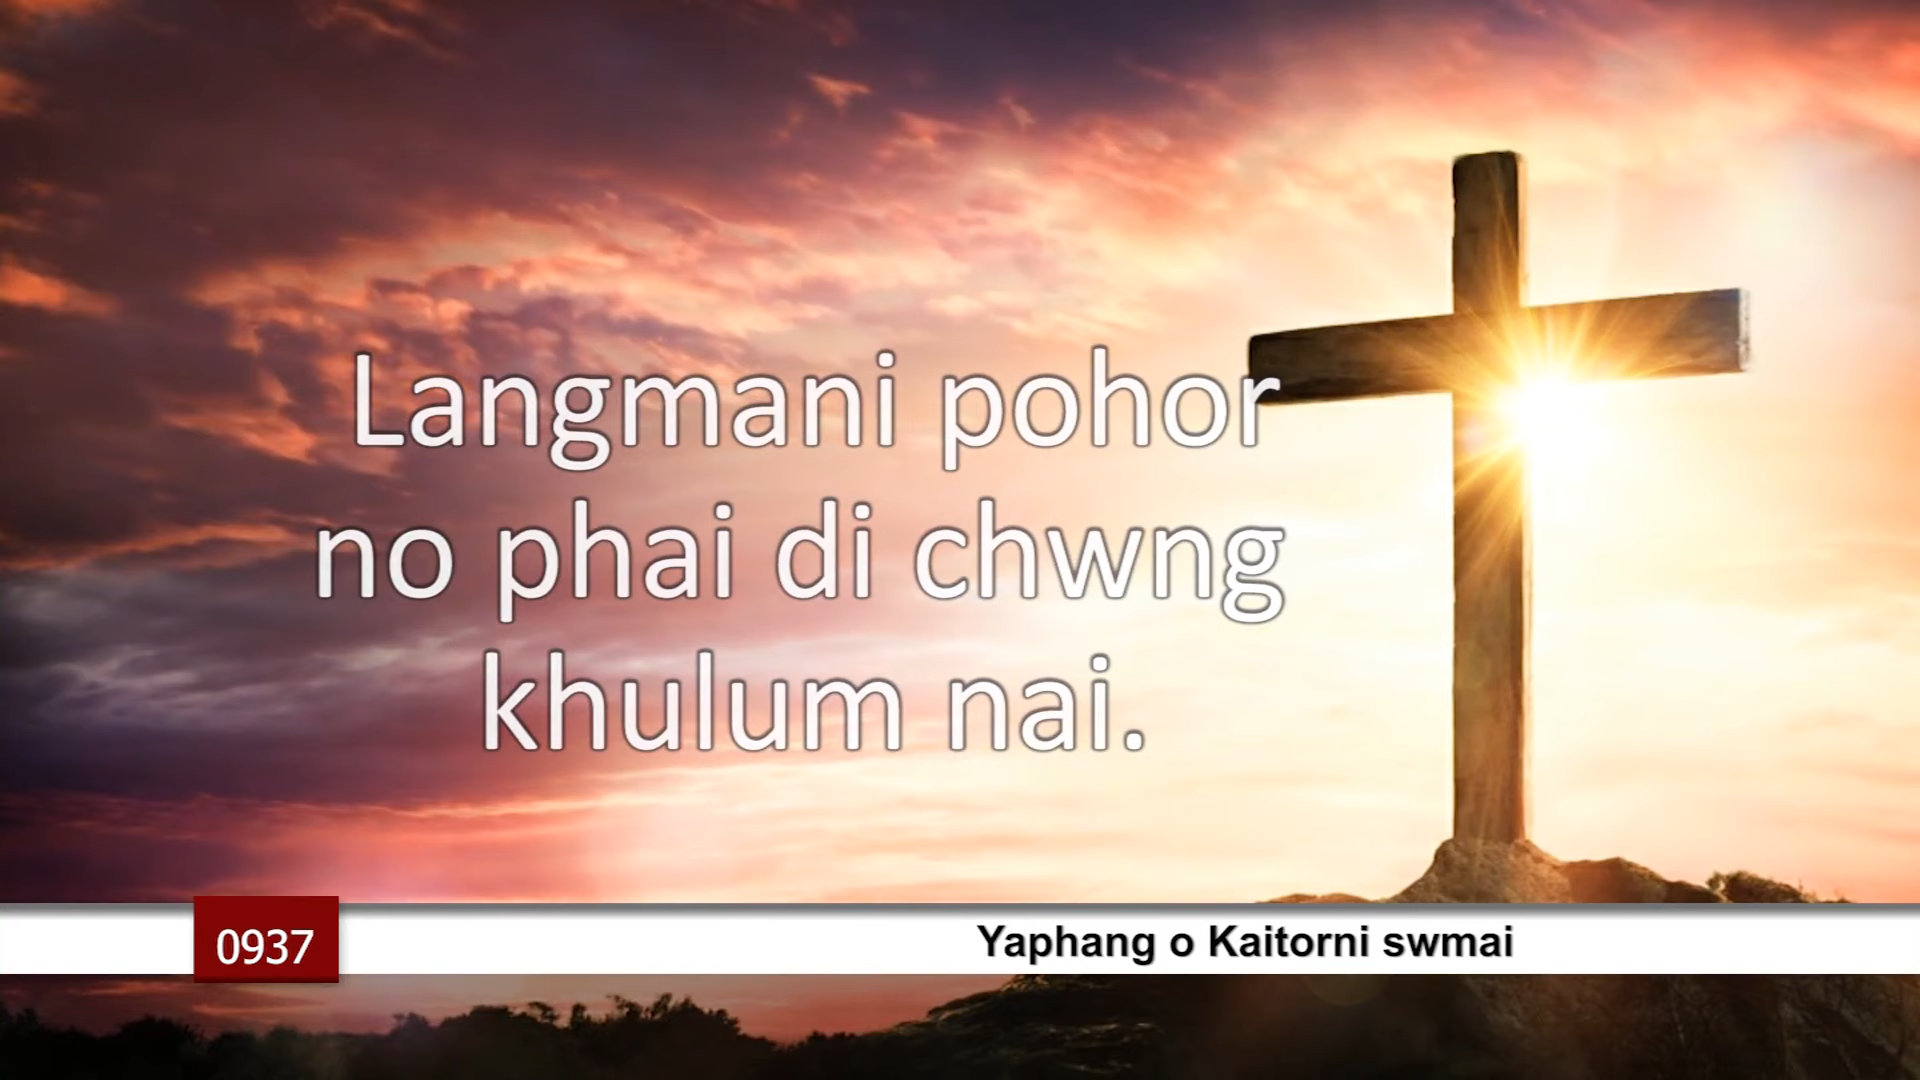 Langmani pohor
no phai di chwng
khulum nai.
0937
Yaphang o Kaitorni swmai